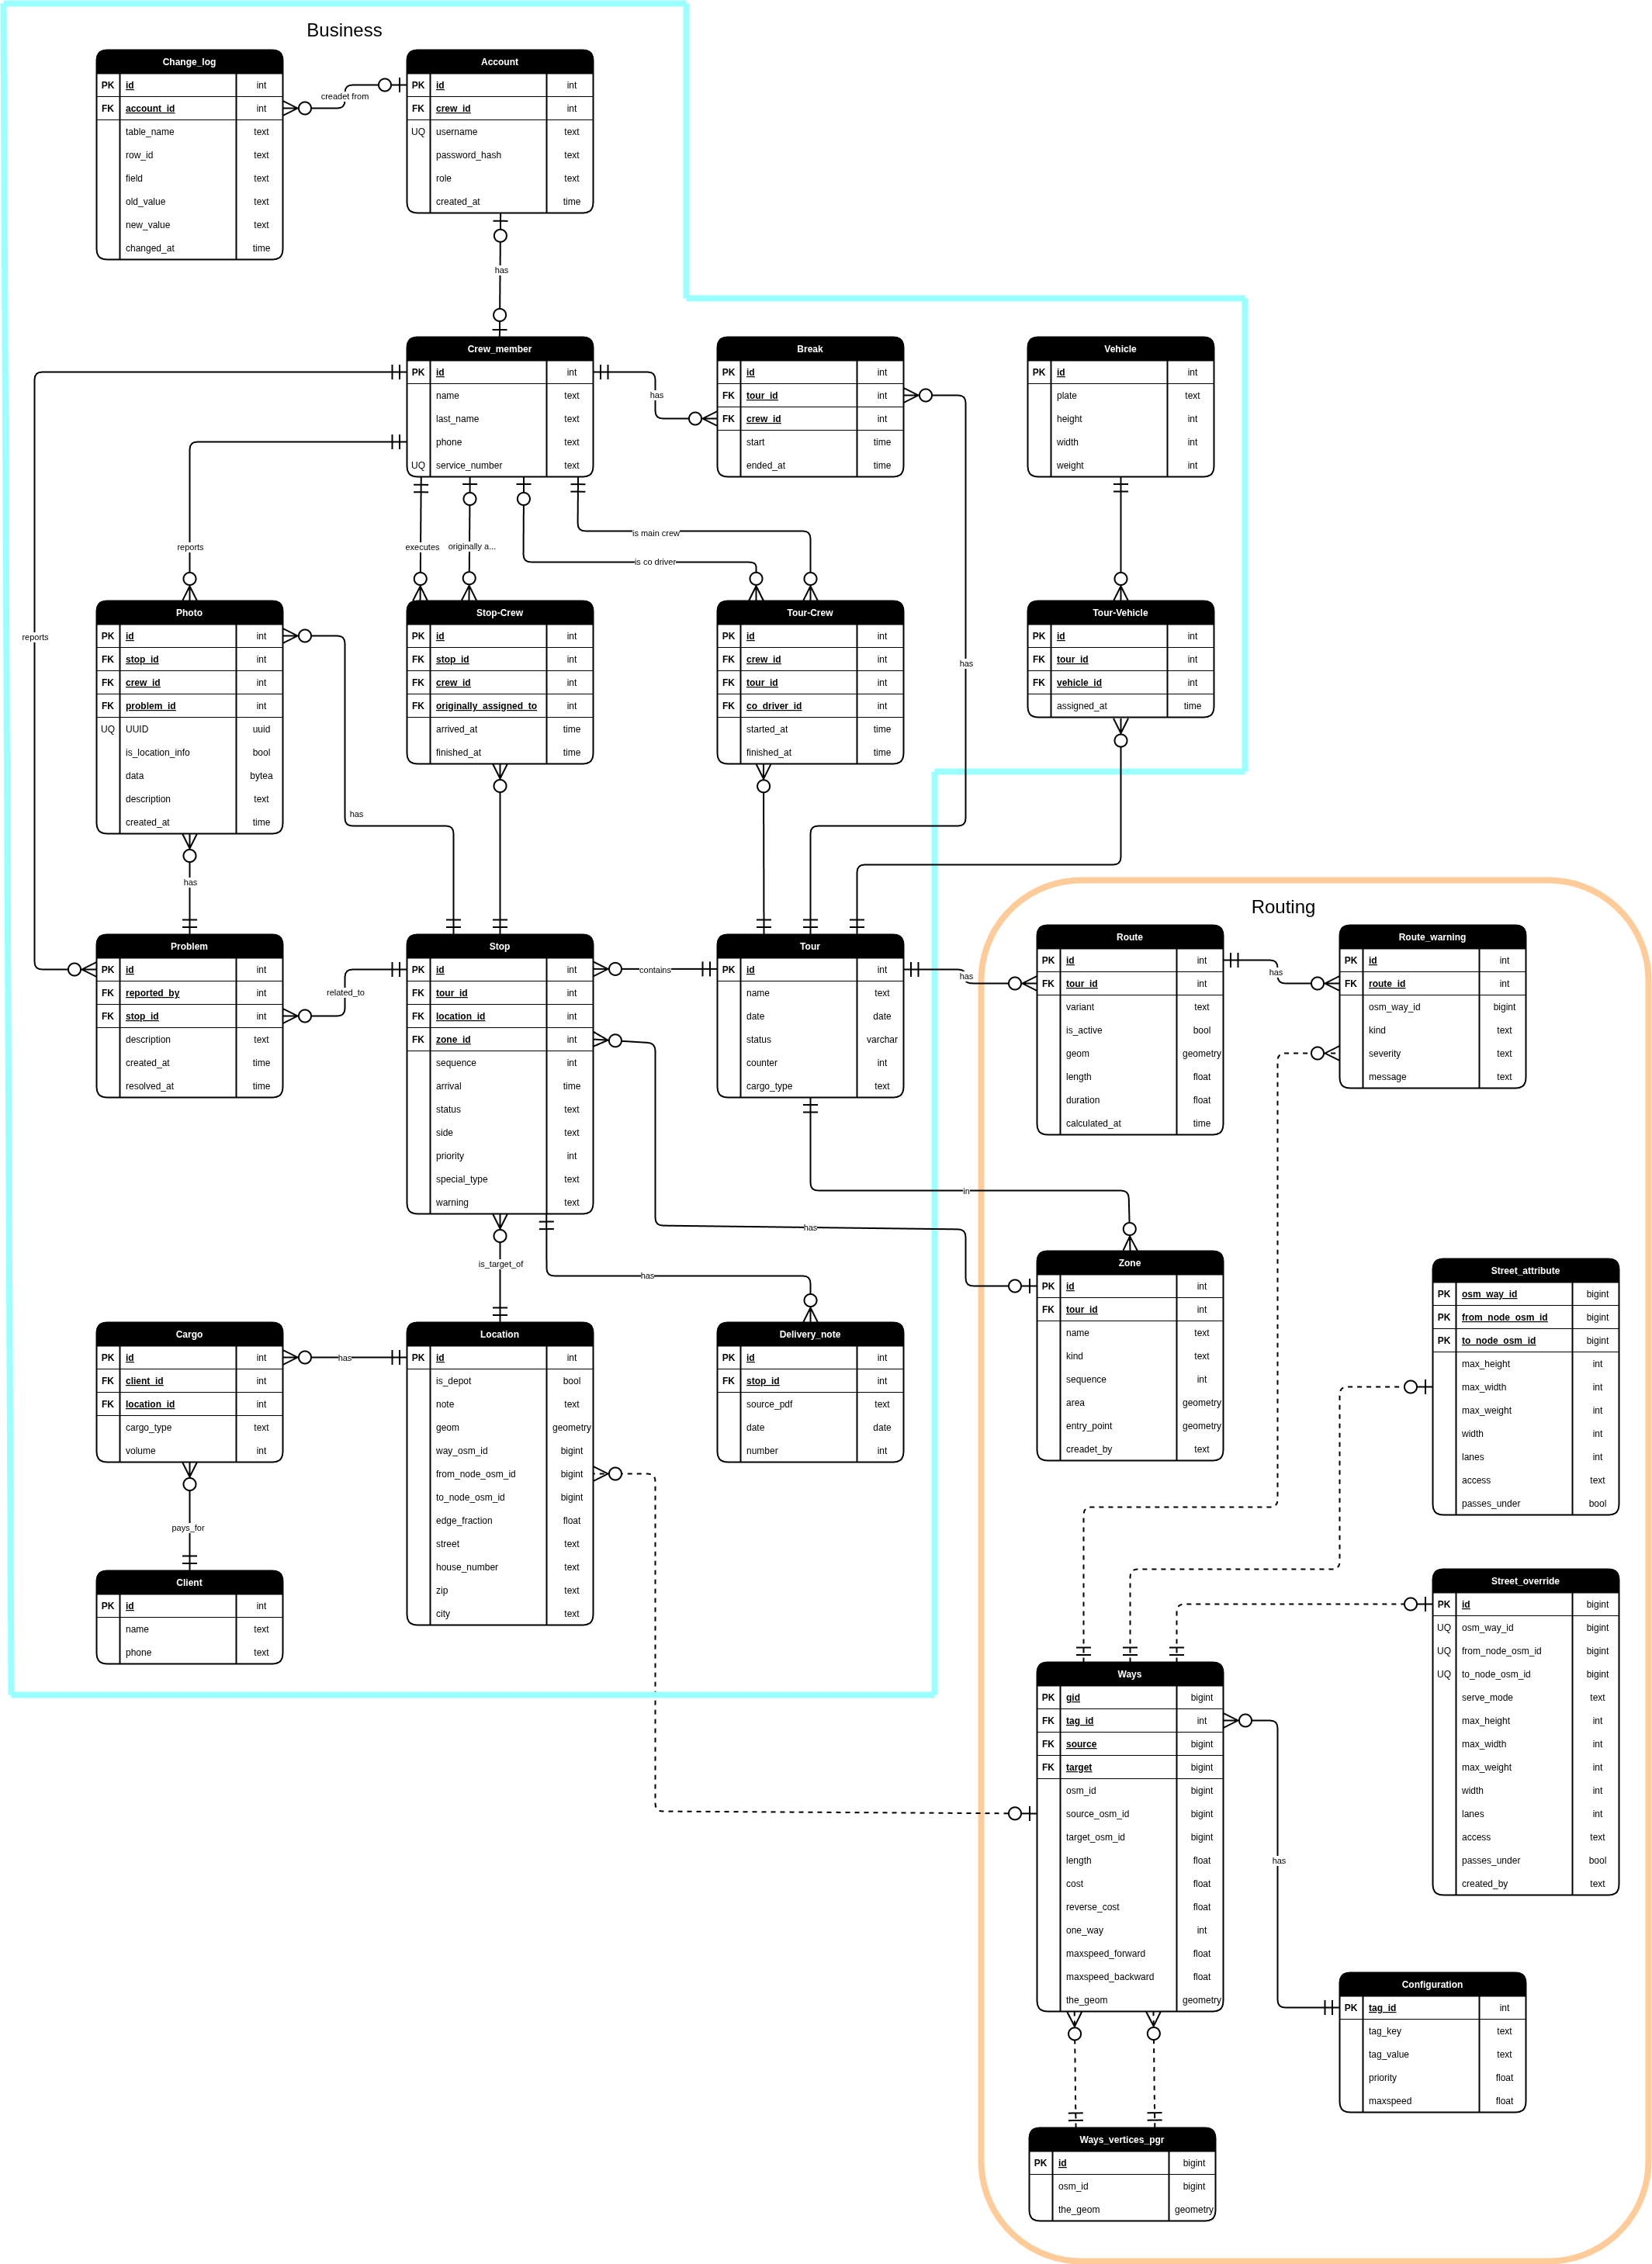 Business
Change_log
PK id int
FK account_id int
table_name text
row_id text
field text
old_value text
new_value text
changed_at time
creadet from
Account
PK id int
FK crew_id int
UQ username text
password_hash text
role text
created_at time
has
Crew_member
PK id int
name text
last_name text
phone text
UQ service_number text
has
Break
PK id int
FK tour_id int
FK crew_id int
start time
ended_at time
Vehicle
PK id int
plate text
height int
width int
weight int
reports
executes
originally a...
is main crew
is co driver
reports
has
Photo
PK id int
FK stop_id int
FK crew_id int
FK problem_id int
UQ UUID uuid
is_location_info bool
data bytea
description text
created_at time
Stop-Crew
PK id int
FK stop_id int
FK crew_id int
FK originally_assigned_to int
arrived_at time
finished_at time
Tour-Crew
PK id int
FK crew_id int
FK tour_id int
FK co_driver_id int
started_at time
finished_at time
Tour-Vehicle
PK id int
FK tour_id int
FK vehicle_id int
assigned_at time
has
has
Problem
PK id int
FK reported_by int
FK stop_id int
description text
created_at time
resolved_at time
related_to
Stop
PK id int
FK tour_id int
FK location_id int
FK zone_id int
sequence int
arrival time
status text
side text
priority int
special_type text
warning text
contains
Tour
PK id int
name text
date date
status varchar
counter int
cargo_type text
has
Routing
Route
PK id int
FK tour_id int
variant text
is_active bool
geom geometry
length float
duration float
calculated_at time
has
Route_warning
PK id int
FK route_id int
osm_way_id bigint
kind text
severity text
message text
in
has
is_target_of
has
Zone
PK id int
FK tour_id int
name text
kind text
sequence int
area geometry
entry_point geometry
creadet_by text
Street_attribute
PK osm_way_id bigint
PK from_node_osm_id bigint
PK to_node_osm_id bigint
max_height int
max_width int
max_weight int
width int
lanes int
access text
passes_under bool
Cargo
PK id int
FK client_id int
FK location_id int
cargo_type text
volume int
has
Location
PK id int
is_depot bool
note text
geom geometry
way_osm_id bigint
from_node_osm_id bigint
to_node_osm_id bigint
edge_fraction float
street text
house_number text
zip text
city text
Delivery_note
PK id int
FK stop_id int
source_pdf text
date date
number int
pays_for
Client
PK id int
name text
phone text
Street_override
PK id bigint
UQ osm_way_id bigint
UQ from_node_osm_id bigint
UQ to_node_osm_id bigint
serve_mode text
max_height int
max_width int
max_weight int
width int
lanes int
access text
passes_under bool
created_by text
Ways
PK gid bigint
FK tag_id int
FK source bigint
FK target bigint
osm_id bigint
source_osm_id bigint
target_osm_id bigint
length float
cost float
reverse_cost float
one_way int
maxspeed_forward float
maxspeed_backward float
the_geom geometry
has
Configuration
PK tag_id int
tag_key text
tag_value text
priority float
maxspeed float
Ways_vertices_pgr
PK id bigint
osm_id bigint
the_geom geometry